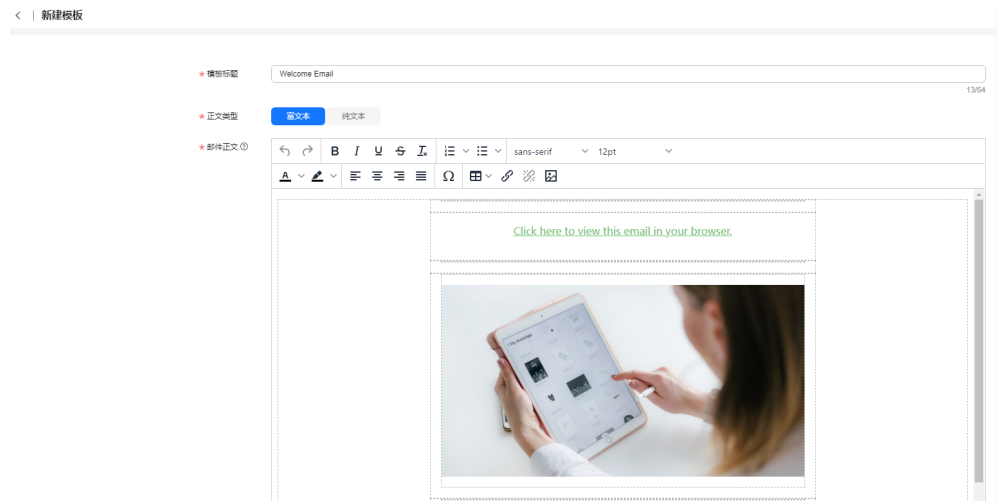 新建模板
* 模板标题
Welcome Email
13/64
* 正文类型
富文本
纯文本
* 邮件正文
B I U S Ix
sans-serif
12pt
A
Ω
Click here to view this email in your browser.